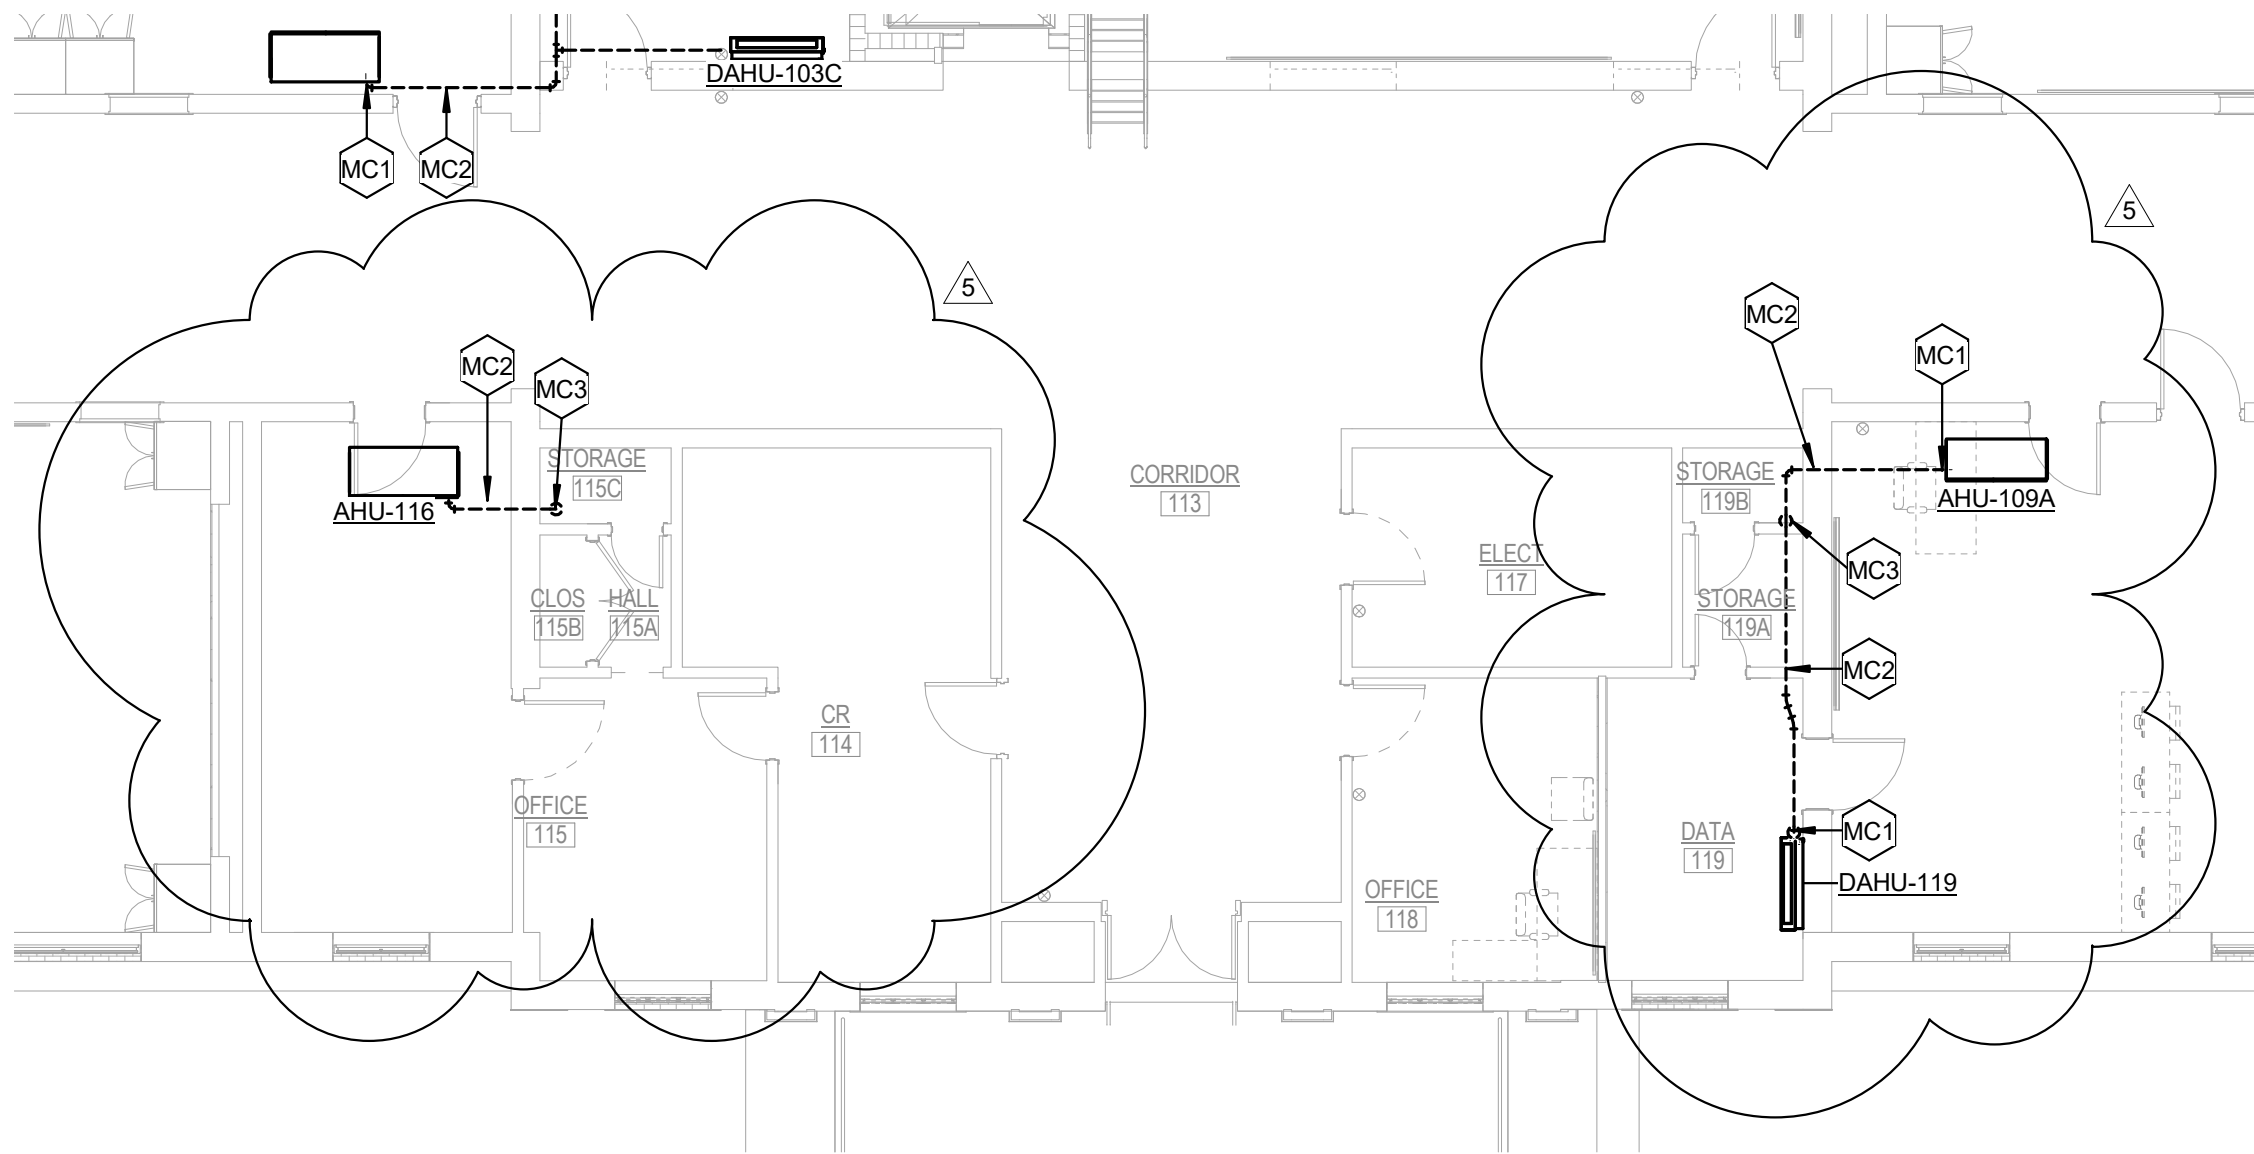 DAHU-103C
MC1
MC2
5
5
MC2
MC1
MC2
MC3
STORAGE
115C
AHU-116
CORRIDOR
113
STORAGE
119B
AHU-109A
ELECT
117
MC3
CLOS
115B
HALL
115A
STORAGE
119A
MC2
CR
114
OFFICE
115
DATA
119
MC1
OFFICE
118
DAHU-119